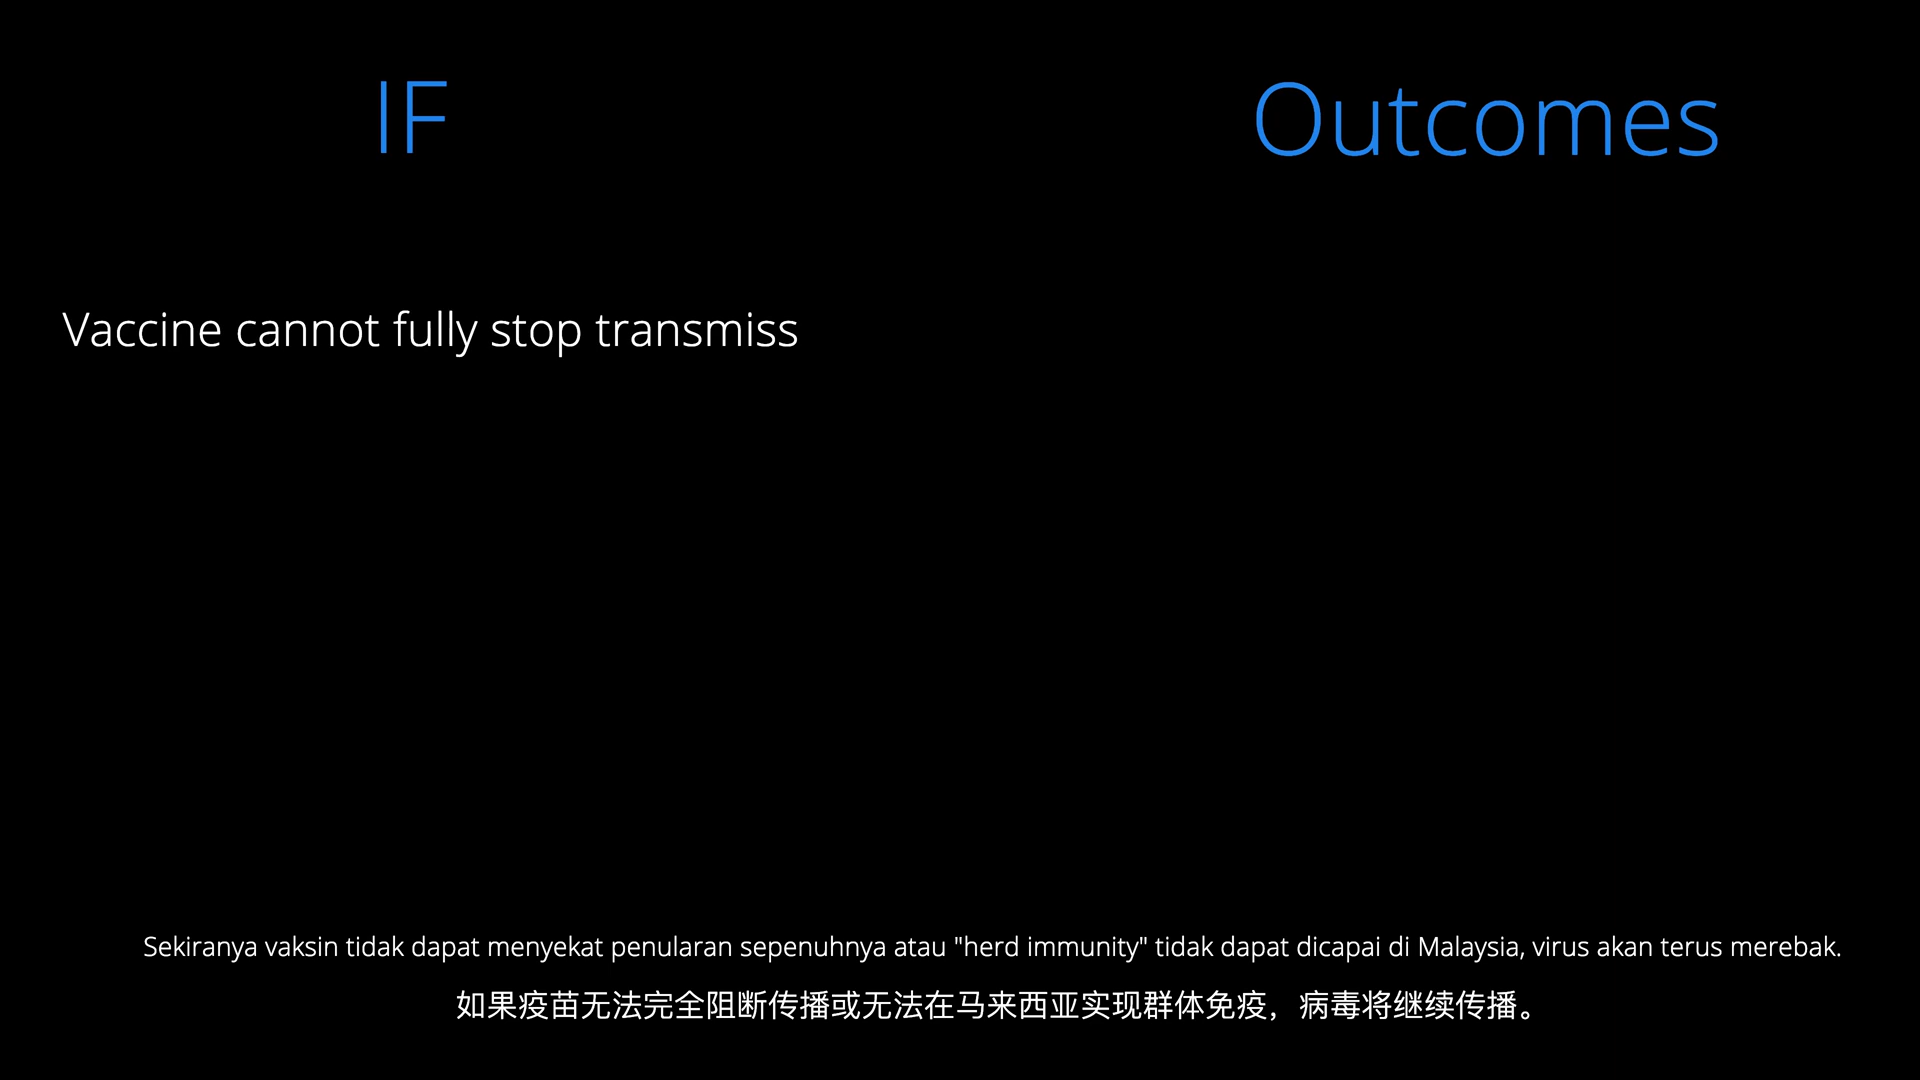 IF
Outcomes
Vaccine cannot fully stop transmiss
Sekiranya vaksin tidak dapat menyekat penularan sepenuhnya atau "herd immunity" tidak dapat dicapai di Malaysia, virus akan terus merebak.
如果疫苗无法完全阻断传播或无法在马来西亚实现群体免疫，病毒将继续传播。